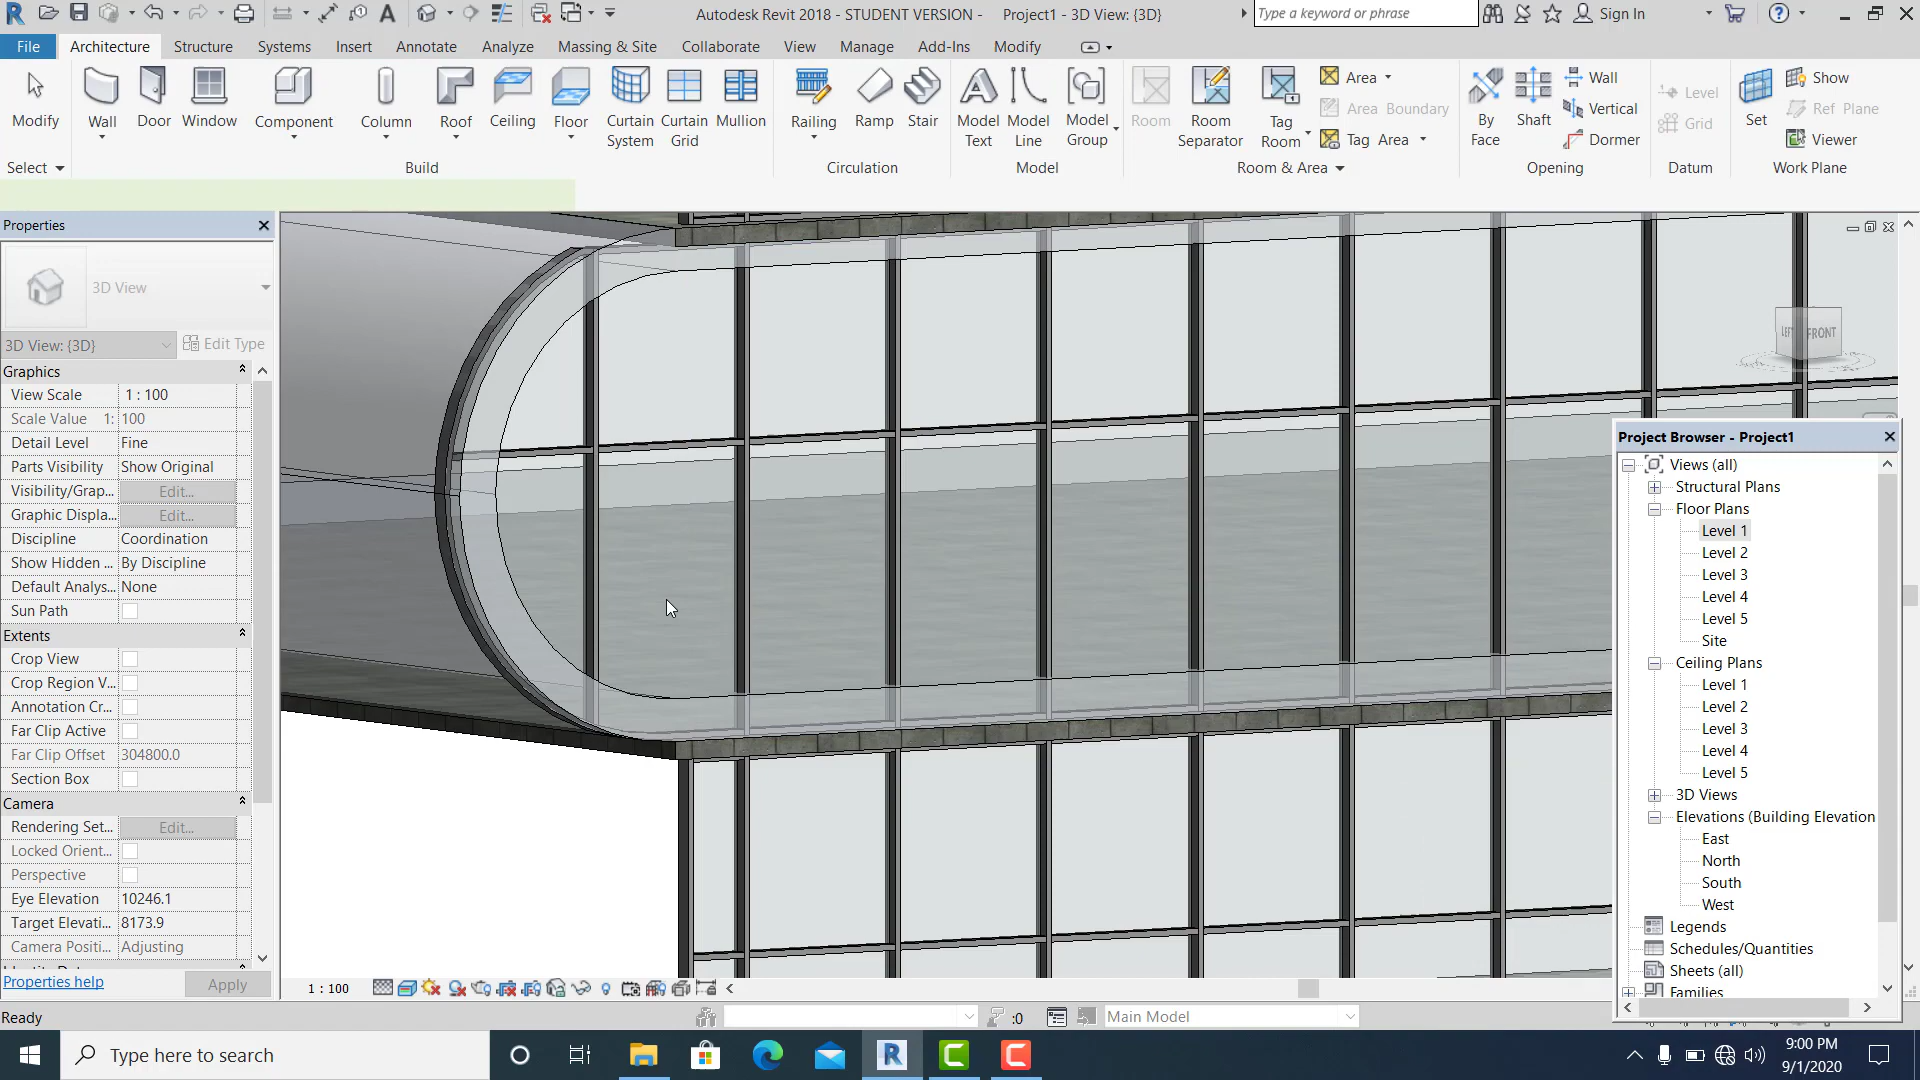 Autodesk Revit 2018 - STUDENT VERSION - Project1 - 3D View: {3D}
Type a keyword or phrase
Sign In
File Architecture Structure Systems Insert Annotate Analyze Massing & Site Collaborate View Manage Add-Ins Modify
Modify Wall Door Window Component Column Roof Ceiling Floor Curtain System Curtain Grid Mullion Railing Ramp Stair Model Text Model Line Model Group Room Room Separator Tag Room Area Area Boundary Tag Area By Face Shaft Wall Vertical Dormer Level Grid Set Show Ref Plane Viewer
Select Build Circulation Model Room & Area Opening Datum Work Plane
Properties
3D View
3D View: {3D} Edit Type
Graphics
View Scale 1 : 100
Scale Value 1: 100
Detail Level Fine
Parts Visibility Show Original
Visibility/Grap... Edit...
Graphic Displa... Edit...
Discipline Coordination
Show Hidden ... By Discipline
Default Analys... None
Sun Path
Extents
Crop View
Crop Region V...
Annotation Cr...
Far Clip Active
Far Clip Offset 304800.0
Section Box
Camera
Rendering Set... Edit...
Locked Orient...
Perspective
Eye Elevation 10246.1
Target Elevati... 8173.9
Camera Positi... Adjusting
Properties help Apply
LEFT FRONT
Project Browser - Project1
Views (all)
Structural Plans
Floor Plans
Level 1
Level 2
Level 3
Level 4
Level 5
Site
Ceiling Plans
Level 1
Level 2
Level 3
Level 4
Level 5
3D Views
Elevations (Building Elevation
East
North
South
West
Legends
Schedules/Quantities
Sheets (all)
Families
1 : 100
Ready
:0
Main Model
Type here to search
9:00 PM
9/1/2020